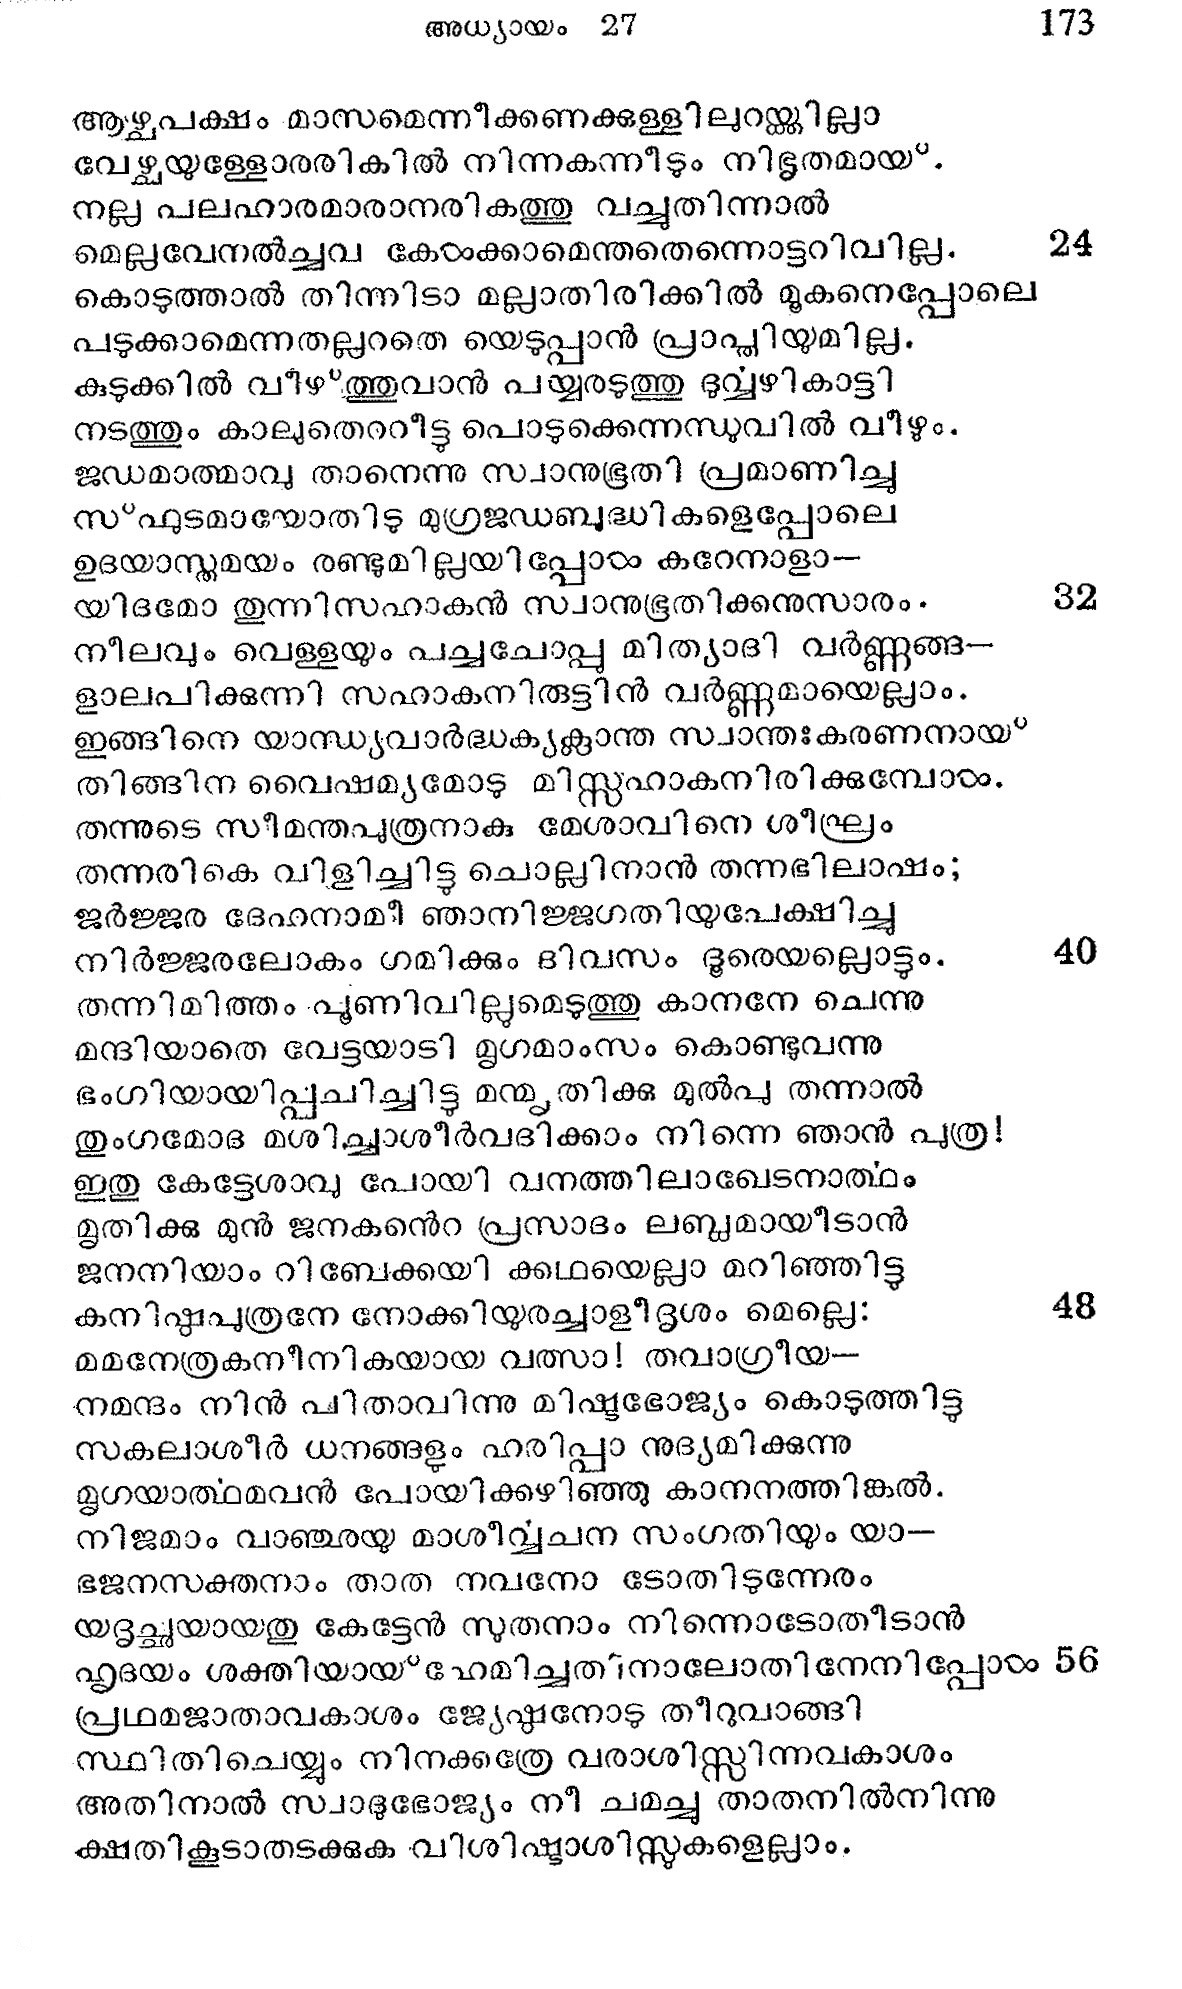 അധ്യായം 27 173
ആഴ്ചപക്ഷം മാസമെന്നീക്കണക്കുള്ളിലുറയ്ക്കില്ലാ
വേഴ്ചയുള്ളോരരികിൽ നിന്നകന്നീടും നിഭൃതമായ്.
നല്ല പലഹാരമാരാനരികത്തു വച്ചുതിന്നാൽ
മെല്ലവേനൽച്ചവ കേൾക്കാമെന്തതെന്നൊട്ടറിവില്ല. 24
കൊടുത്താൽ തിന്നിടാ മല്ലാതിരിക്കിൽ മൂകനെപ്പോലെ
പടുക്കാമെന്നതല്ലറതെ യെടുപ്പാൻ പ്രാപ്തിയുമില്ല.
കുടുക്കിൽ വീഴ്ത്തുവാൻ പയ്യരടുത്തു ദുർവ്വഴികാട്ടി
നടത്തും കാലുതെററീട്ടു പൊടുക്കെന്നന്ധുവിൽ വീഴും.
ജഡമാത്മാവു താനെന്നു സ്വാനുഭൂതി പ്രമാണിച്ചു
സ്ഫുടമായോതിടു മുഗ്രജഡബുദ്ധികളെപ്പോലെ
ഉദയാസ്തമയം രണ്ടുമില്ലയിപ്പോൾ കറേനാളാ—
യിദമോ തുന്നിസഹാകൻ സ്വാനുഭൂതിക്കനുസാരം. 32
നീലവും വെള്ളയും പച്ചചോപ്പു മിത്യാദി വർണ്ണങ്ങ—
ളാലപിക്കുന്നി സഹാകനിരുട്ടിൻ വർണ്ണമായെല്ലാം.
ഇങ്ങിനെ യാന്ധ്യവാർദ്ധക്യക്ലാന്ത സ്വാന്തഃകരണനായ്
തിങ്ങിന വൈഷമ്യമോടു മിസ്സഹാകനിരിക്കുമ്പോൾ.
തന്നുടെ സീമന്തപുത്രനാകു മേശാവിനെ ശീഘ്രം
തന്നരികെ വിളിച്ചിട്ടു ചൊല്ലിനാൻ തന്നഭിലാഷം;
ജർജ്ജര ദേഹനാമീ ഞാനിജ്ജഗതിയുപേക്ഷിച്ചു
നിർജ്ജരലോകം ഗമിക്കും ദിവസം ദൂരെയല്ലൊട്ടും. 40
തന്നിമിത്തം പൂണിവില്ലുമെടുത്തു കാനനേ ചെന്നു
മന്ദിയാതെ വേട്ടയാടി മൃഗമാംസം കൊണ്ടുവന്നു
ഭംഗിയായിപ്പചിച്ചിട്ടു മന്മൃതിക്കു മുൽപു തന്നാൽ
തുംഗമോദ മശിച്ചാശീർവദിക്കാം നിന്നെ ഞാൻ പുത്ര!
ഇതു കേട്ടേശാവു പോയി വനത്തിലാഖേടനാർത്ഥം
മൃതിക്കു മുൻ ജനകൻെറ പ്രസാദം ലബ്ധമായീടാൻ
ജനനിയാം റിബേക്കയി ക്കഥയെല്ലാ മറിഞ്ഞിട്ടു
കനിഷ്ഠപുത്രനേ നോക്കിയുരച്ചാളീദൃശം മെല്ലെ: 48
മമനേത്രകനീനികയായ വത്സാ! തവാഗ്രീയ—
നമന്ദം നിൻ പിതാവിന്നു മിഷ്ടഭോജ്യം കൊടുത്തിട്ടു
സകലാശീർ ധനങ്ങളും ഹരിപ്പാ നുദ്യമിക്കുന്നു
മൃഗയാർത്ഥമവൻ പോയിക്കഴിഞ്ഞു കാനനത്തിങ്കൽ.
നിജമാം വാഞ്ഛയു മാശീർവ്വചന സംഗതിയും യാ—
ഭജനസക്തനാം താത നവനോ ടോതിടുന്നേരം
യദൃച്ഛയായതു കേട്ടേൻ സുതനാം നിന്നൊടോതീടാൻ
ഹൃദയം ശക്തിയായ് ഹേമിച്ചതിനാലോതിനേനിപ്പോൾ 56
പ്രഥമജാതാവകാശം ജ്യേഷ്ഠനോടു തീറുവാങ്ങി
സ്ഥിതിചെയ്യും നിനക്കത്രേ വരാശിസ്സിന്നവകാശം
അതിനാൽ സ്വാദുഭോജ്യം നീ ചമച്ചു താതനിൽനിന്നു
ക്ഷതികൂടാതടക്കുക വിശിഷ്ടാശിസ്സുകളെല്ലാം.